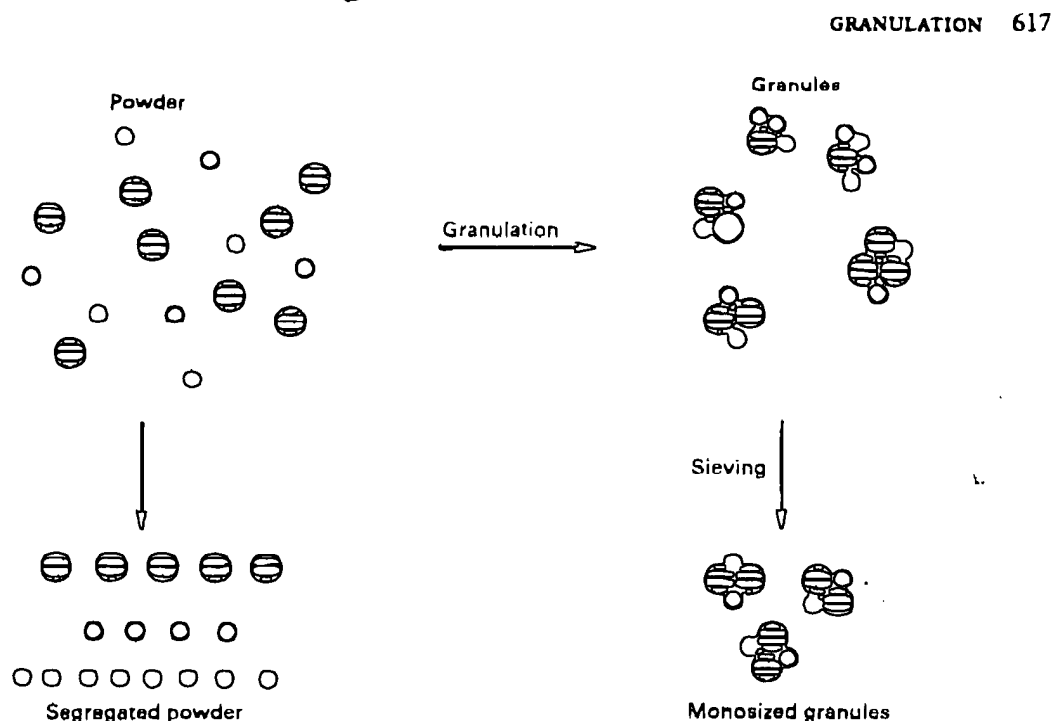 GRANULATION 617
Powder
Granules
Granulation
Sieving
Segregated powder
Monosized granules